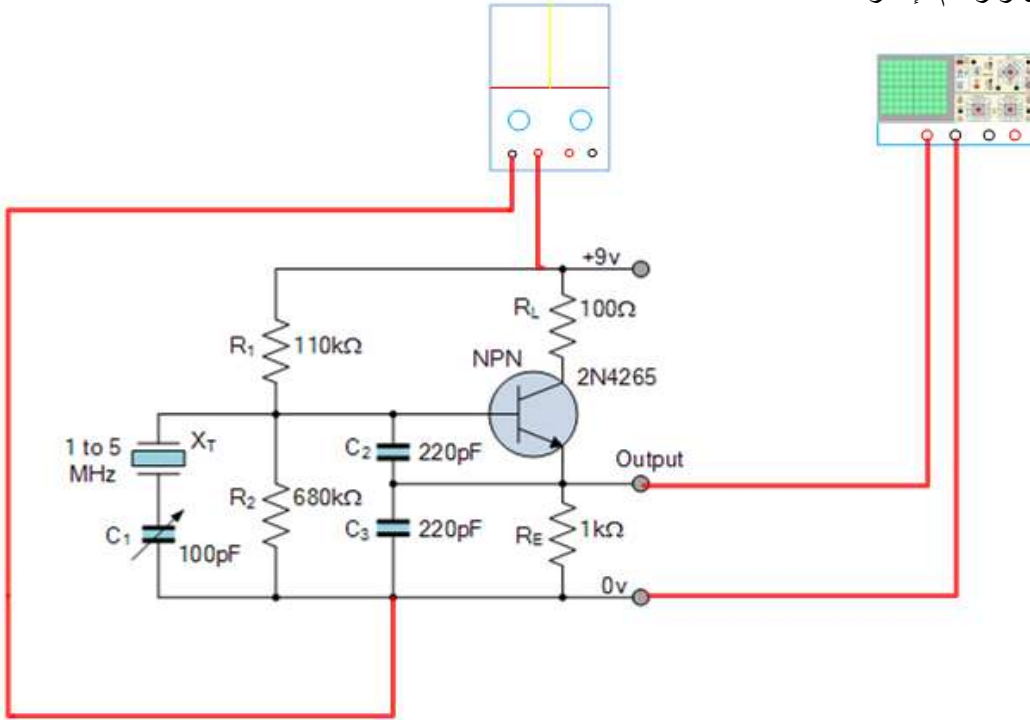 +9v
RL 100Ω
R1 110kΩ
NPN
2N4265
1 to 5 XT
MHz
C2 220pF
Output
R2 680kΩ
C3 220pF
RE 1kΩ
C1 100pF
0v